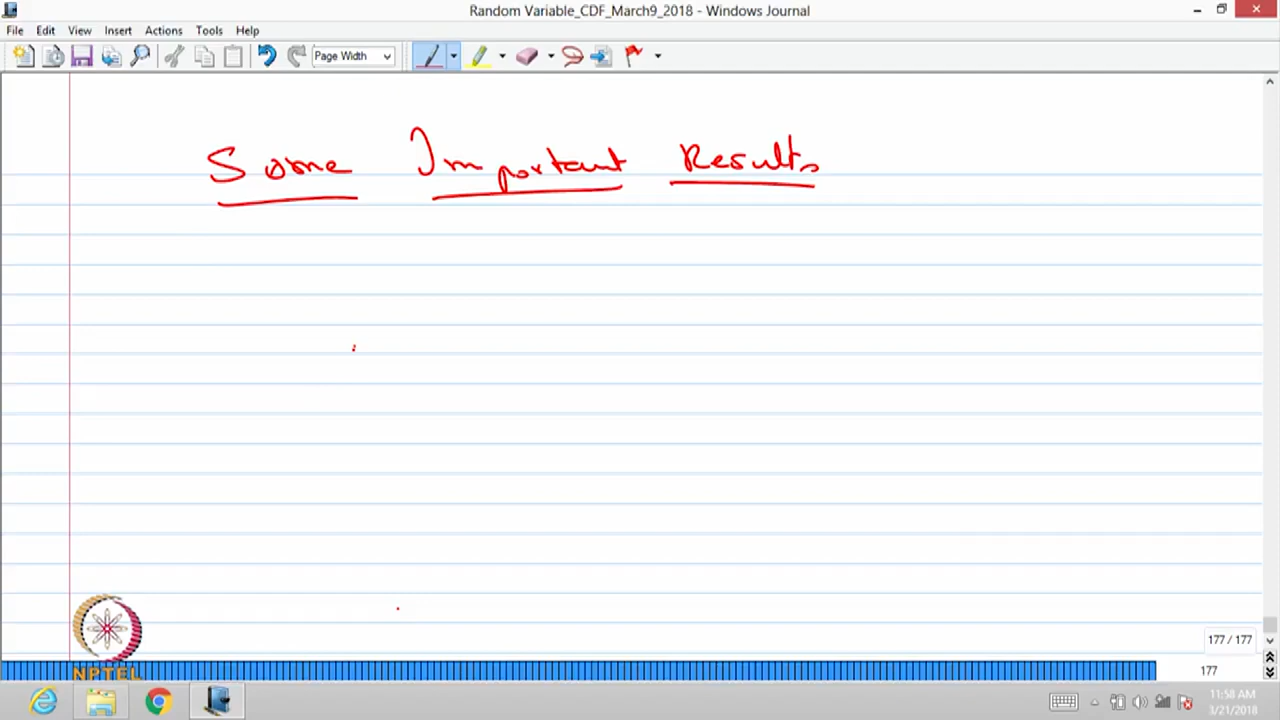 Random Variable_CDF_March9_2018 - Windows Journal
File Edit View Insert Actions Tools Help
Page Width
Some Important Results
177 / 177
NPTEL
177
11:58 AM
3/21/2018